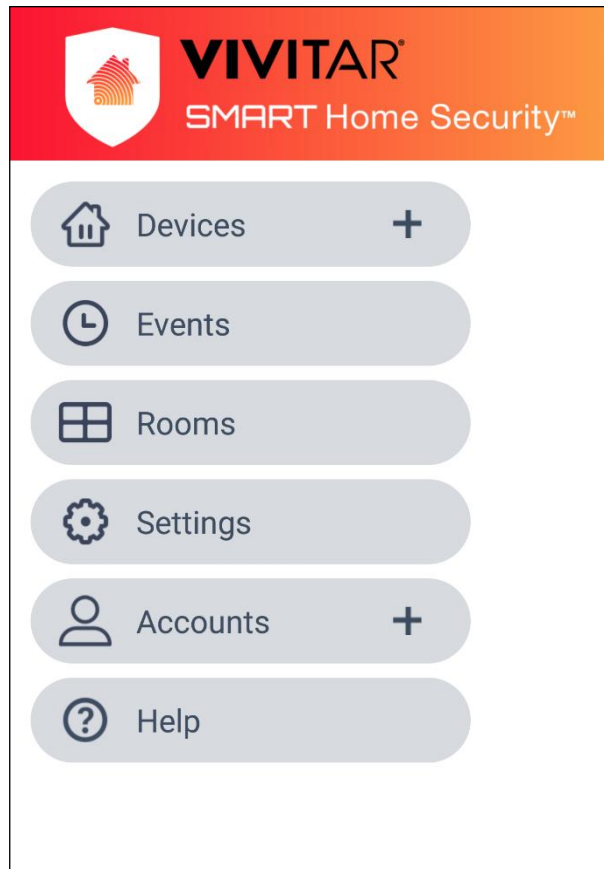 VIVITAR®
SMART Home Security™
Devices +
Events
Rooms
Settings
Accounts +
Help